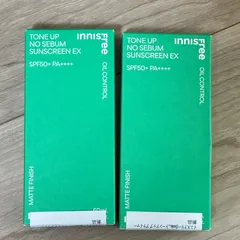 TONE UP
NO SEBUM
SUNSCREEN EX
SPF50+ PA++++
innisfree
OIL CONTROL
MATTE FINISH
TONE UP
NO SEBUM
SUNSCREEN EX
SPF50+ PA++++
innisfree
OIL CONTROL
MATTE FINISH